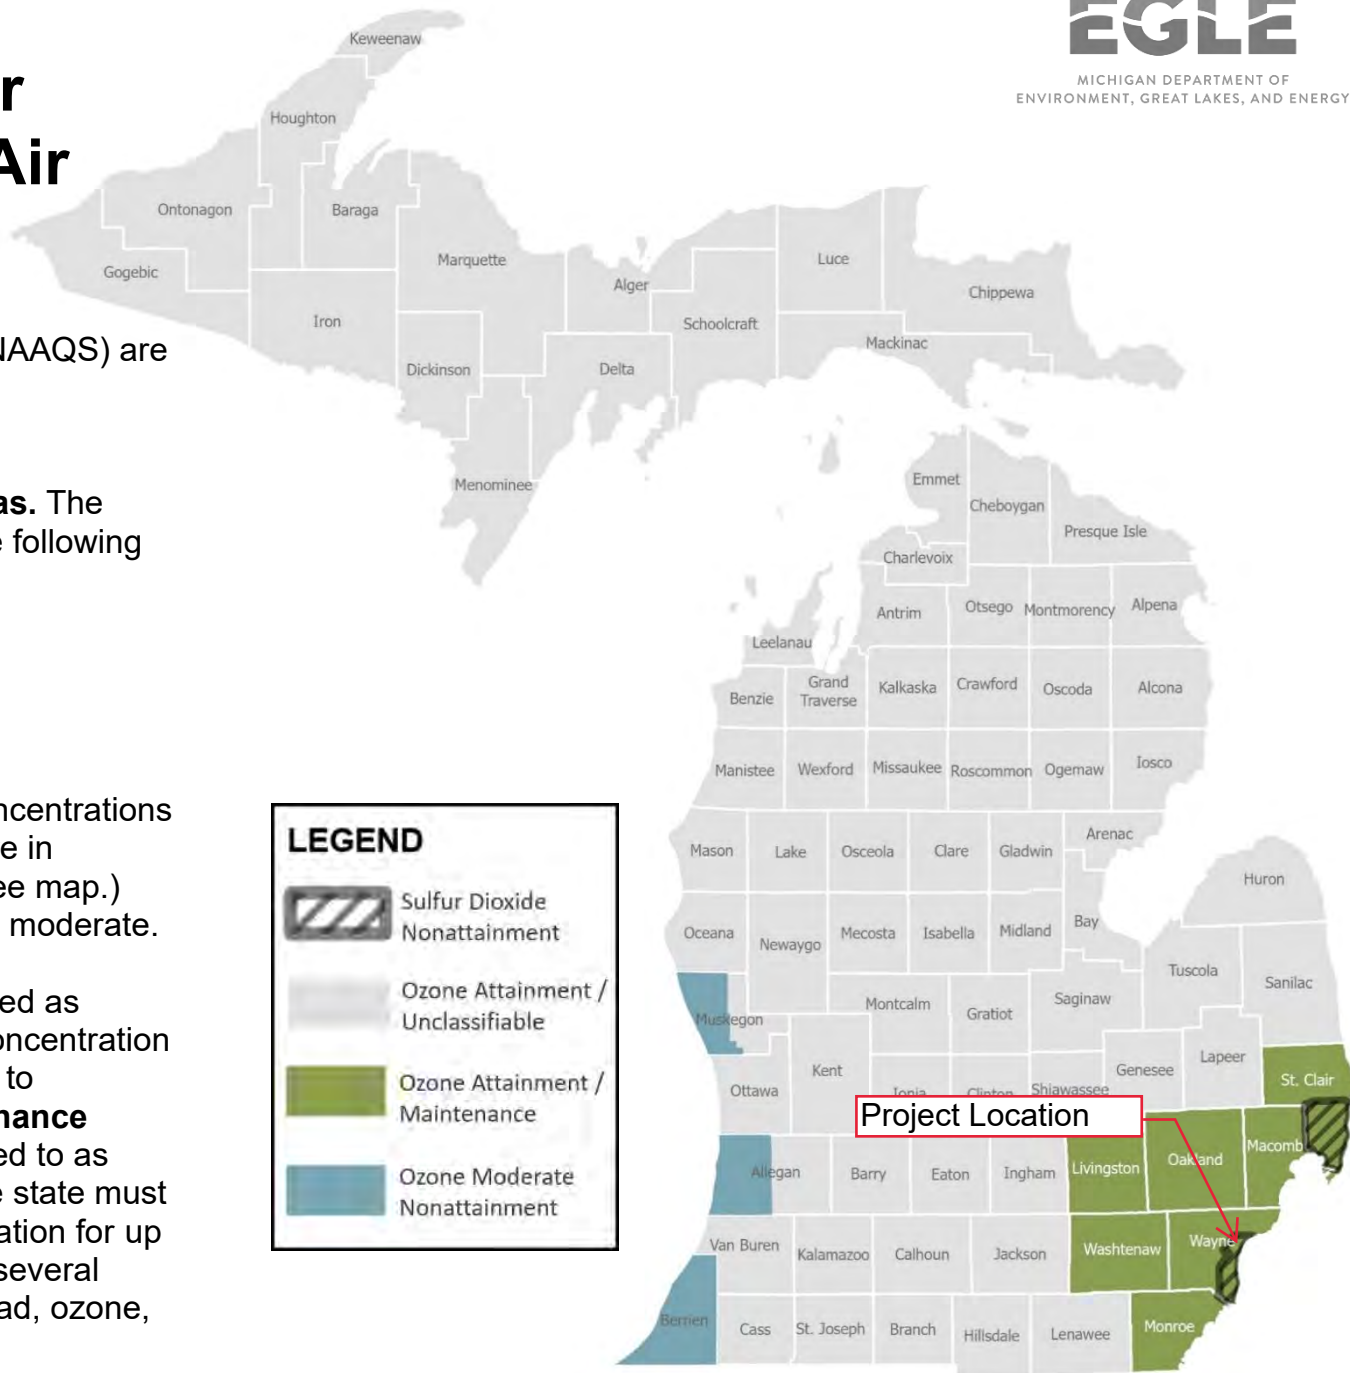 EGLE
MICHIGAN DEPARTMENT OF
ENVIRONMENT, GREAT LAKES, AND ENERGY
r
Air
NAAQS) are
as. The
e following
ncentrations
e in
ee map.)
moderate.
ed as
oncentration
to
nance
ed to as
e state must
ation for up
several
ad, ozone,
Keweenaw
Houghton
Ontonagon
Baraga
Gogebic
Marquette
Alger
Luce
Chippewa
Iron
Schoolcraft
Mackinac
Dickinson
Delta
Menominee
Emmet
Cheboygan
Presque Isle
Charlevoix
Antrim
Otsego
Montmorency
Alpena
Leelanau
Benzie
Grand
Traverse
Kalkaska
Crawford
Oscoda
Alcona
Manistee
Wexford
Missaukee
Roscommon
Ogemaw
Iosco
Mason
Lake
Osceola
Clare
Gladwin
Arenac
Huron
Oceana
Newaygo
Mecosta
Isabella
Midland
Bay
Tuscola
Sanilac
Muskegon
Montcalm
Gratiot
Saginaw
Ottawa
Kent
Ionia
Clinton
Shiawassee
Genesee
Lapeer
St. Clair
Project Location
Allegan
Barry
Eaton
Ingham
Livingston
Oakland
Macomb
Van Buren
Kalamazoo
Calhoun
Jackson
Washtenaw
Wayne
Berrien
Cass
St. Joseph
Branch
Hillsdale
Lenawee
Monroe
LEGEND
Sulfur Dioxide
Nonattainment
Ozone Attainment /
Unclassifiable
Ozone Attainment /
Maintenance
Ozone Moderate
Nonattainment